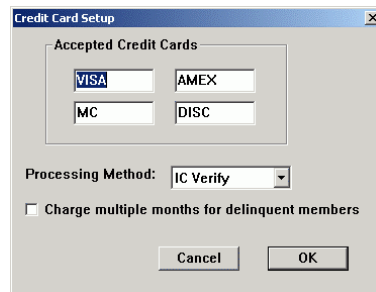 Credit Card Setup
Accepted Credit Cards
VISA AMEX
MC DISC
Processing Method: IC Verify
Charge multiple months for delinquent members
Cancel OK